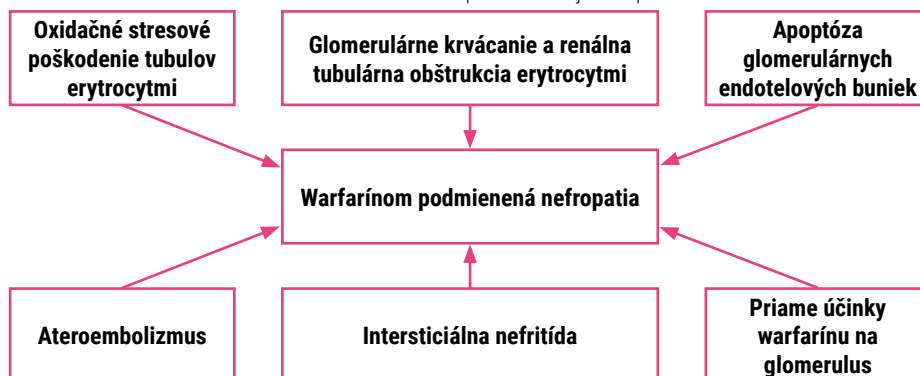 Oxidačné stresové
poškodenie tubulov
erytrocytmi
Glomerulárne krvácanie a renálna
tubulárna obštrukcia erytrocytmi
Apoptóza
glomerulárnych
endotelových buniek
Warfarínom podmienená nefropatia
Ateroembolizmus
Intersticiálna nefritída
Priame účinky
warfarínu na
glomerulus